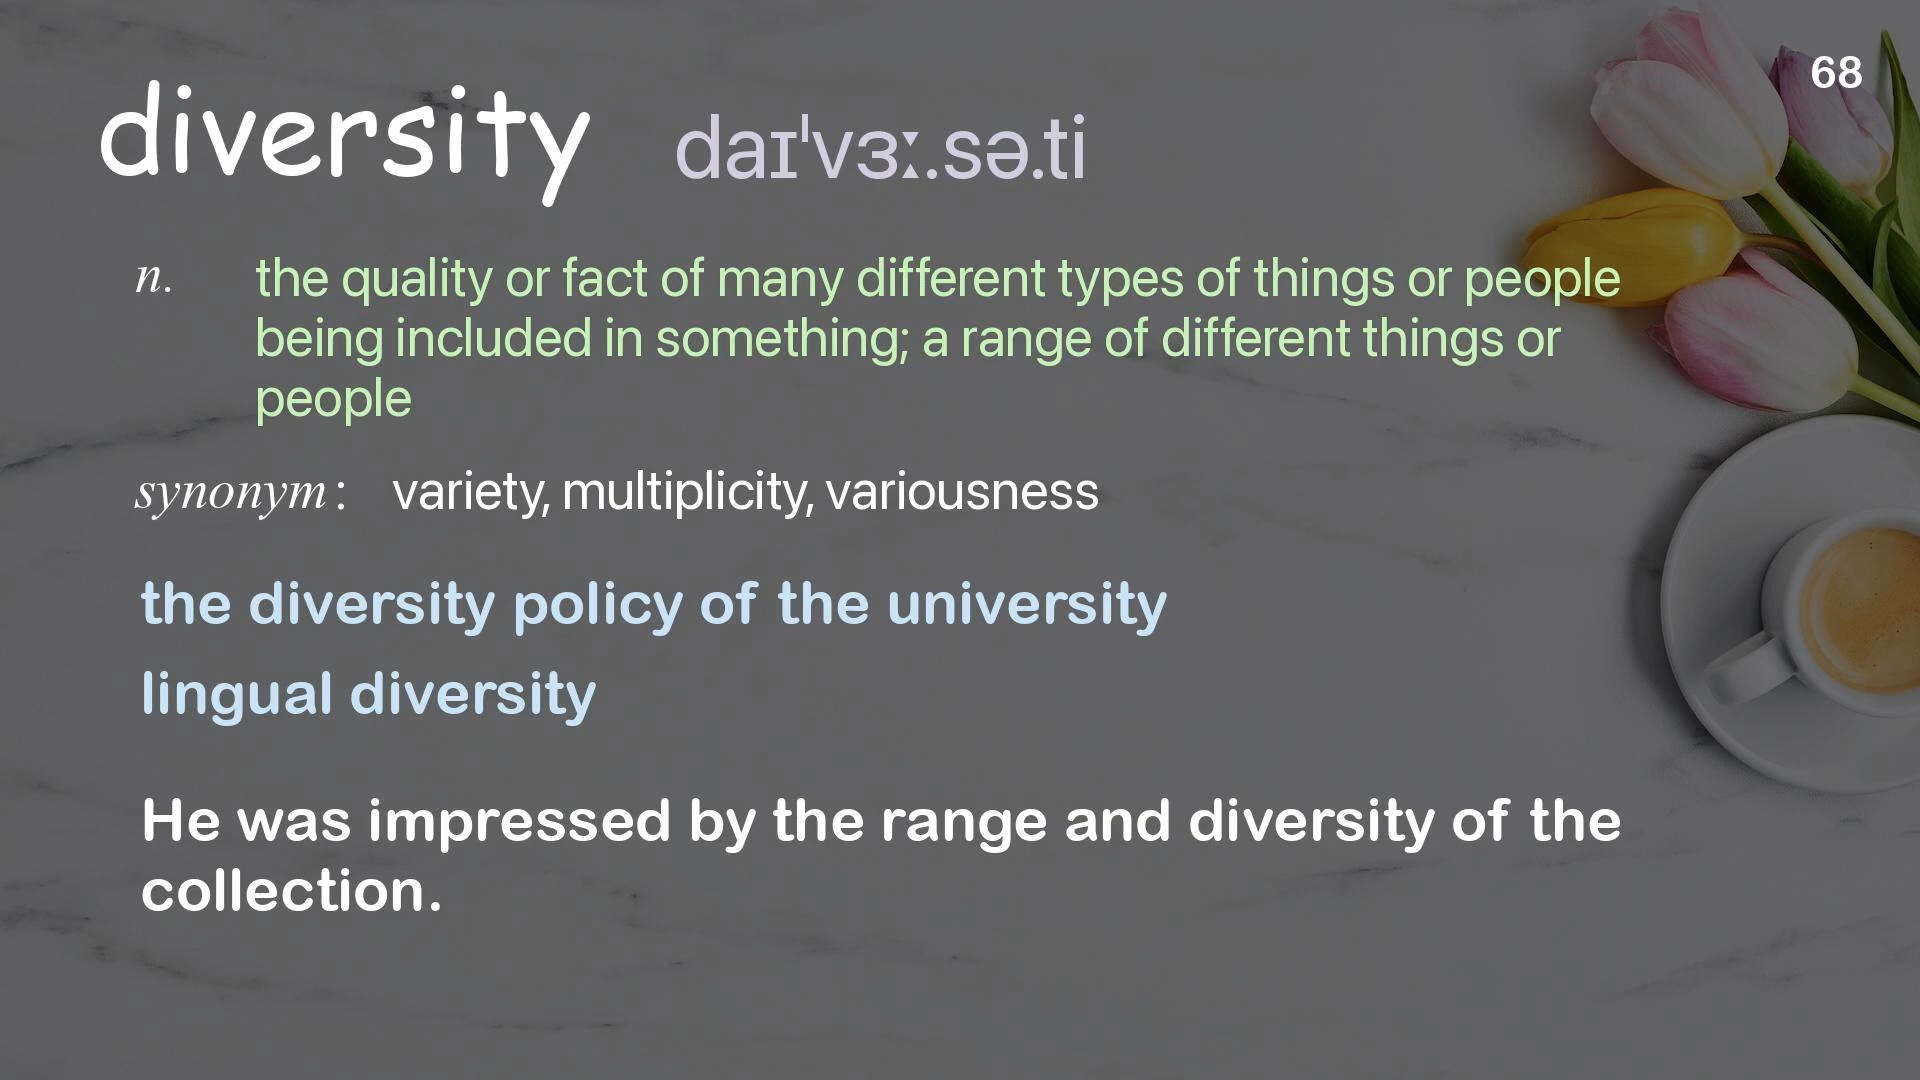 68
diversity daɪˈvɜː.sə.ti
n. the quality or fact of many different types of things or people
being included in something; a range of different things or
people
synonym: variety, multiplicity, variousness
the diversity policy of the university
lingual diversity
He was impressed by the range and diversity of the
collection.